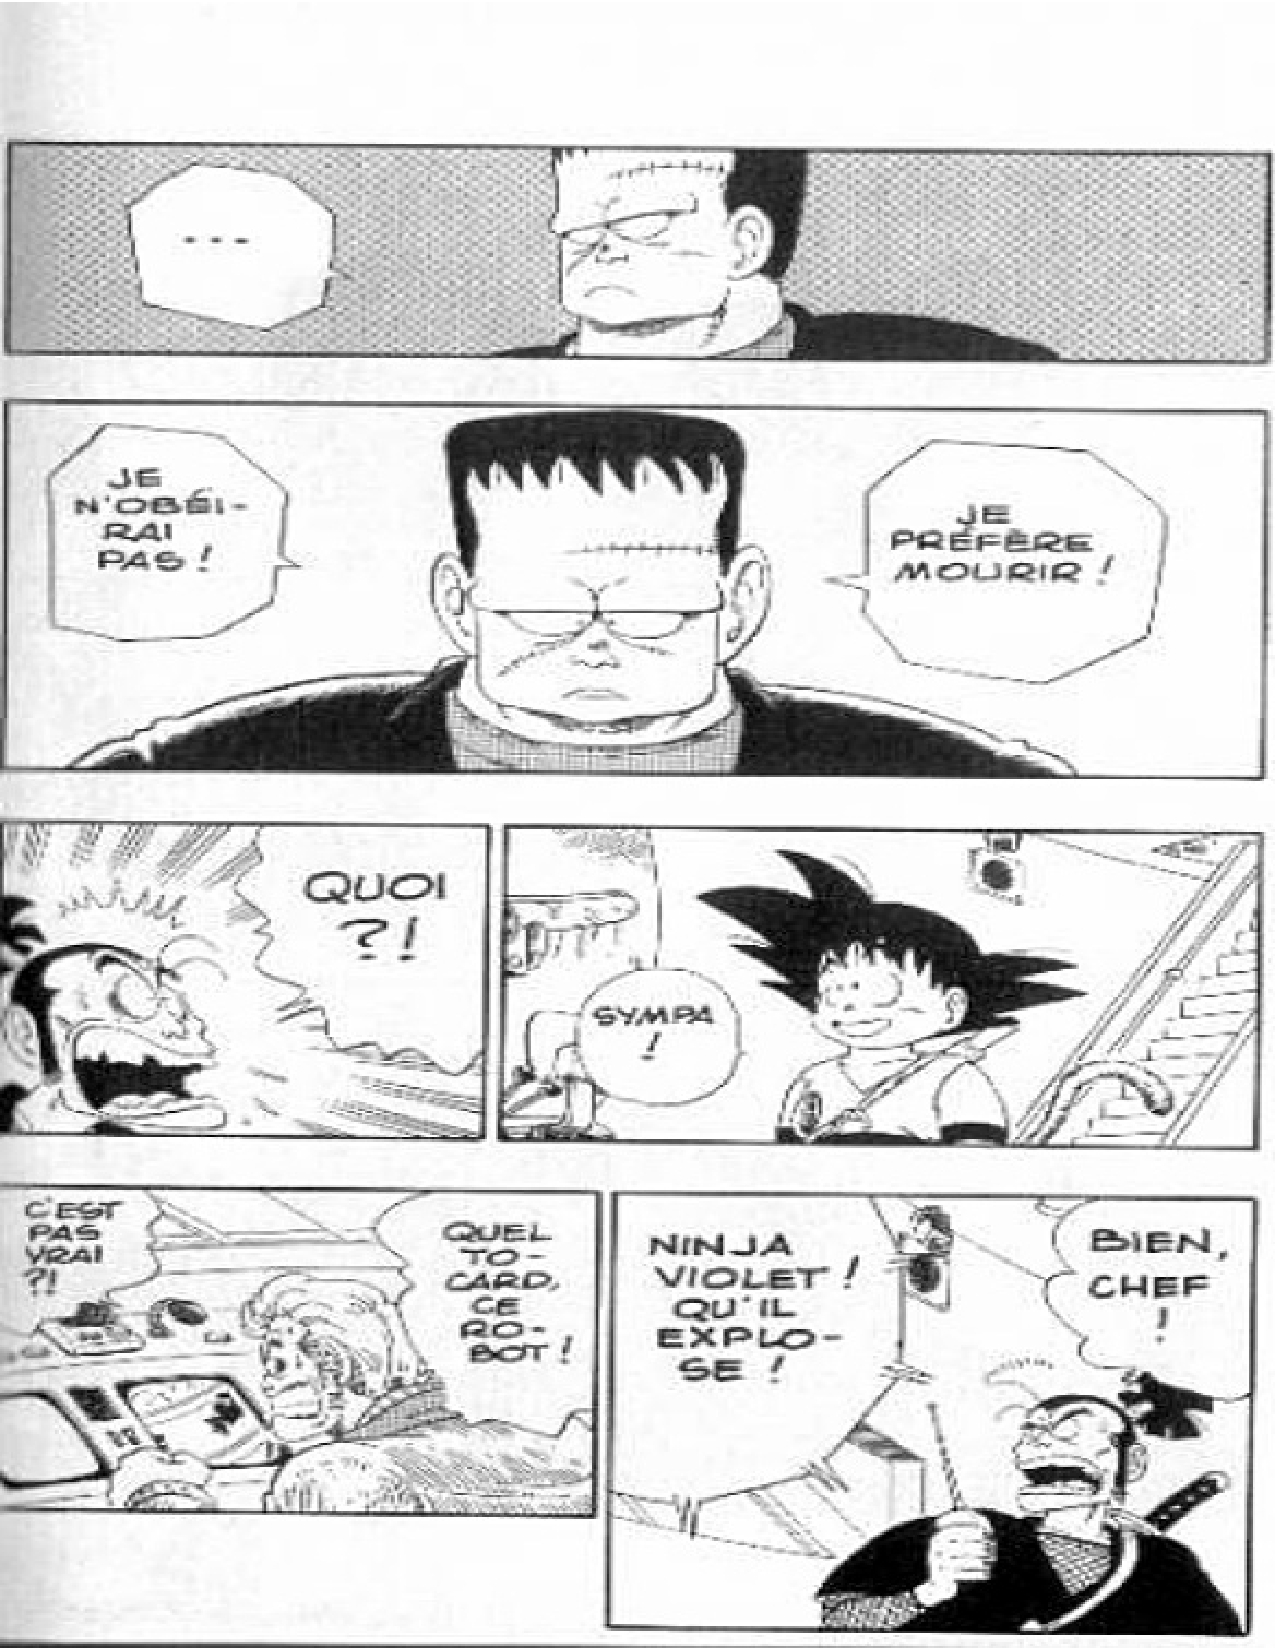 ...
JE
N'OBÉI-
RAI
PAS !
JE
PRÉFÈRE
MOURIR !
QUOI
?!
SYMPA
!
C'EST
PAS
VRAI
?!
QUEL
TO-
CARD,
CE
RO-
BOT !
NINJA
VIOLET !
QU'IL
EXPLO-
SE !
BIEN,
CHEF
!